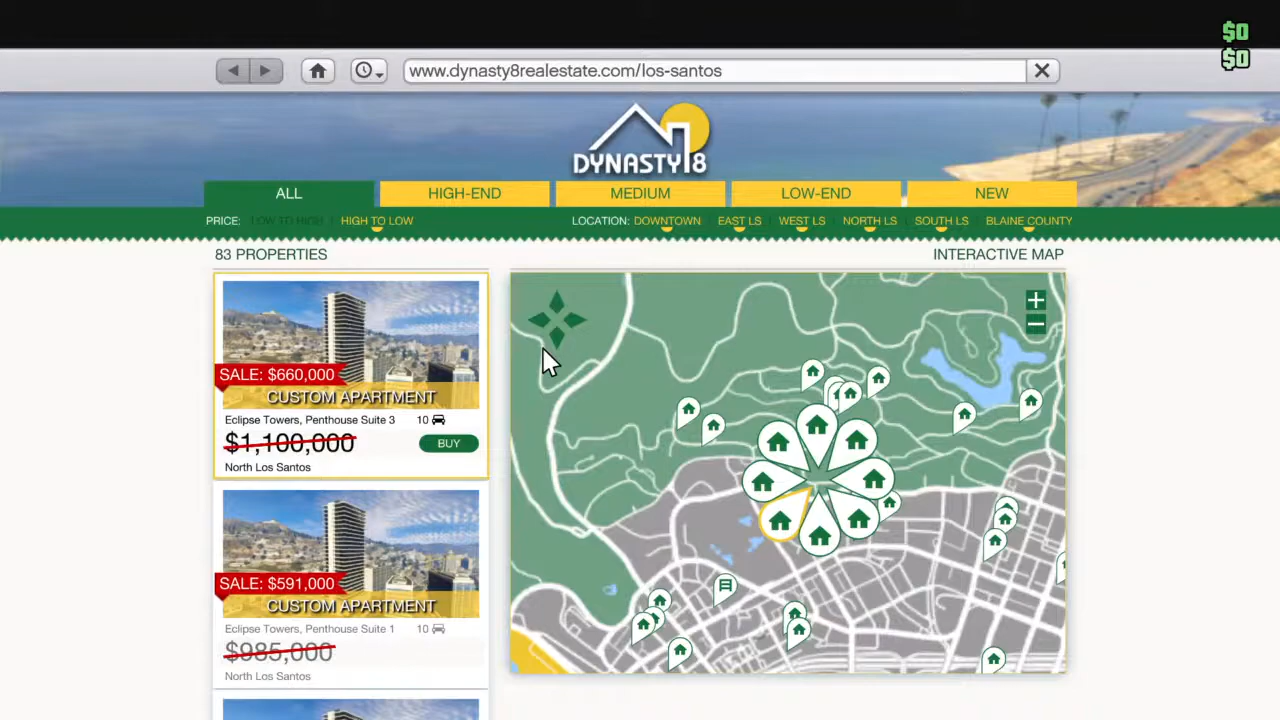 $0
$0
www.dynasty8realestate.com/los-santos
DYNASTY 8
ALL
HIGH-END
MEDIUM
LOW-END
NEW
PRICE: LOW TO HIGH HIGH TO LOW
LOCATION: DOWNTOWN EAST LS WEST LS NORTH LS SOUTH LS BLAINE COUNTY
83 PROPERTIES
INTERACTIVE MAP
SALE: $660,000
CUSTOM APARTMENT
Eclipse Towers, Penthouse Suite 3 10
$1,100,000
BUY
North Los Santos
SALE: $591,000
CUSTOM APARTMENT
Eclipse Towers, Penthouse Suite 1 10
$985,000
North Los Santos